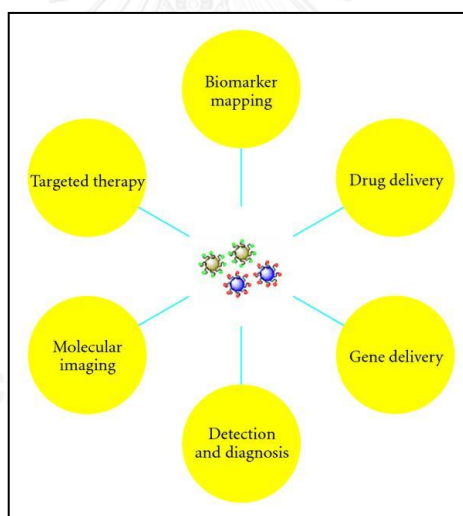 Biomarker
mapping
Targeted therapy
Drug delivery
Molecular
imaging
Gene delivery
Detection
and diagnosis